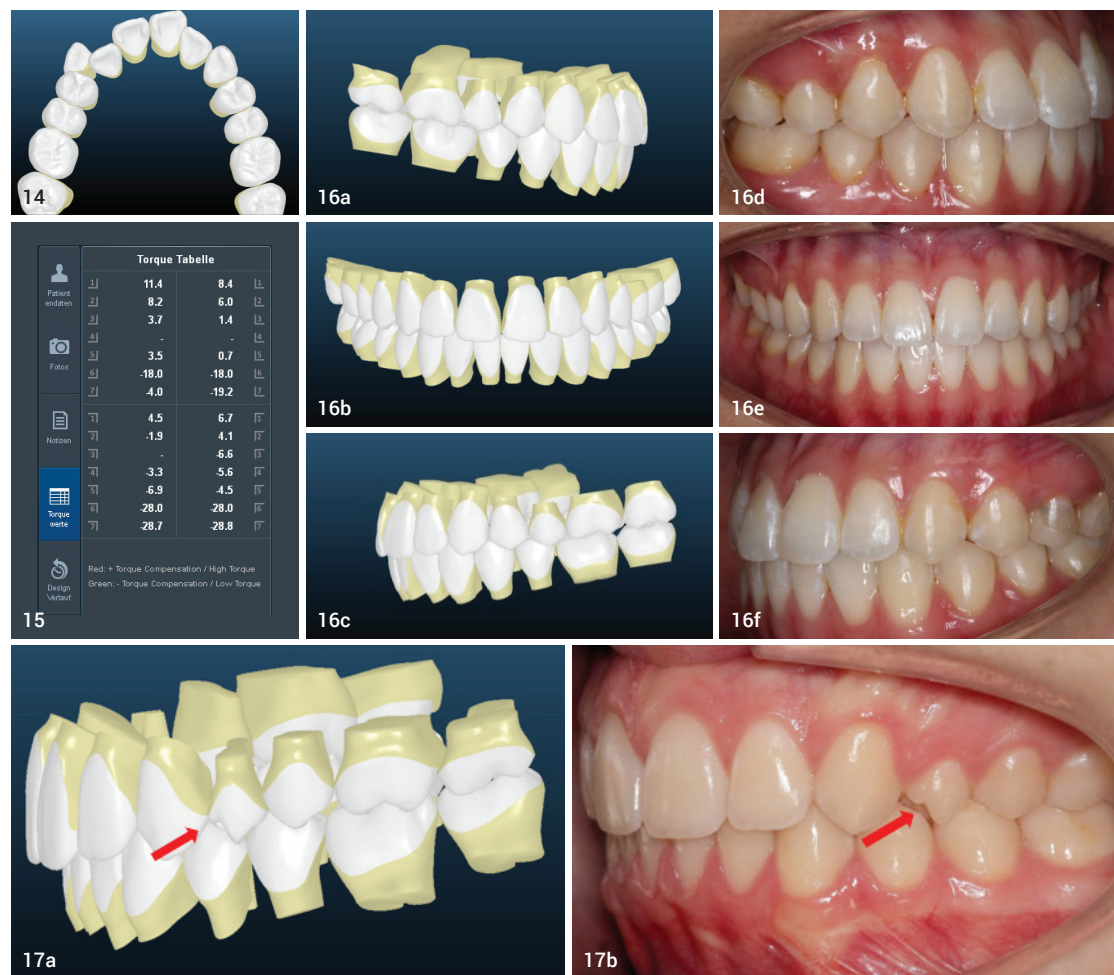 14
16a
16d
Patient
endaten
Fotos
Notizen
Torque
werte
Design
Verlauf
Torque Tabelle
1 11.4 8.4 1
2 8.2 6.0 2
3 3.7 1.4 3
4 - - 4
5 3.5 0.7 5
6 -18.0 -18.0 6
7 -4.0 -19.2 7
1 4.5 6.7 1
2 -1.9 4.1 2
3 - -6.6 3
4 -3.3 -5.6 4
5 -6.9 -4.5 5
6 -28.0 -28.0 6
7 -28.7 -28.8 7
Red: + Torque Compensation / High Torque
Green: - Torque Compensation / Low Torque
15
16b
16e
16c
16f
17a
17b